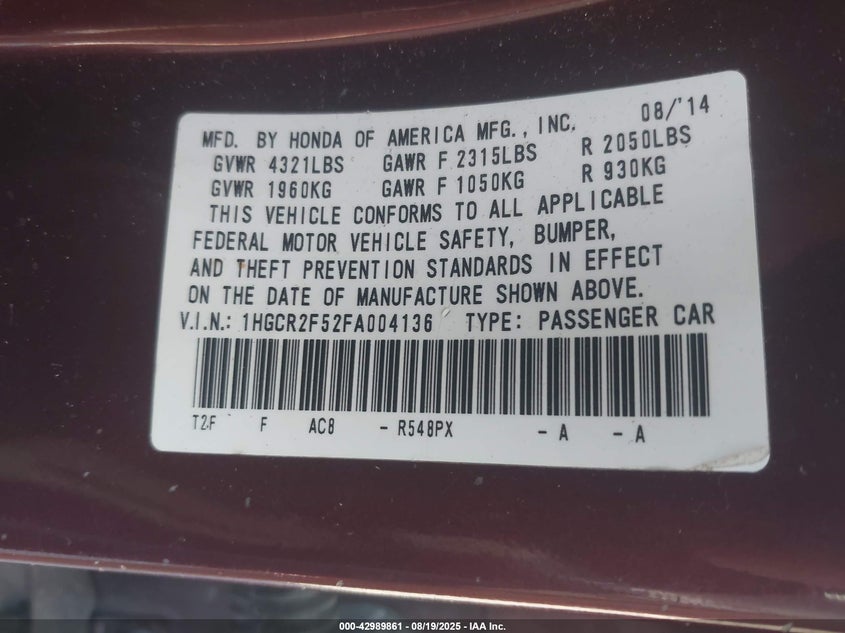 MFD. BY HONDA OF AMERICA MFG., INC. 08/'14
GVWR 4321LBS GAWR F 2315LBS R 2050LBS
GVWR 1960KG GAWR F 1050KG R 930KG
THIS VEHICLE CONFORMS TO ALL APPLICABLE
FEDERAL MOTOR VEHICLE SAFETY, BUMPER,
AND THEFT PREVENTION STANDARDS IN EFFECT
ON THE DATE OF MANUFACTURE SHOWN ABOVE.
V.I.N.: 1HGCR2F52FA004136 TYPE: PASSENGER CAR
T2F F AC8 - R548PX - A - A
000-42989861 - 08/19/2025 - IAA Inc.